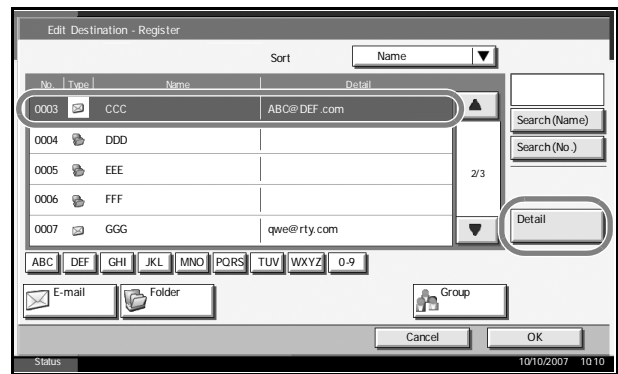 Edit Destination - Register
Sort Name
No. Type Name Detail
0003 CCC ABC@DEF.com
Search(Name)
0004 DDD
Search(No.)
0005 EEE
2/3
0006 FFF
0007 GGG qwe@rty.com
Detail
ABC DEF GHI JKL MNO PQRS TUV WXYZ 0-9
E-mail Folder Group
Cancel OK
Status 10/10/2007 10:10